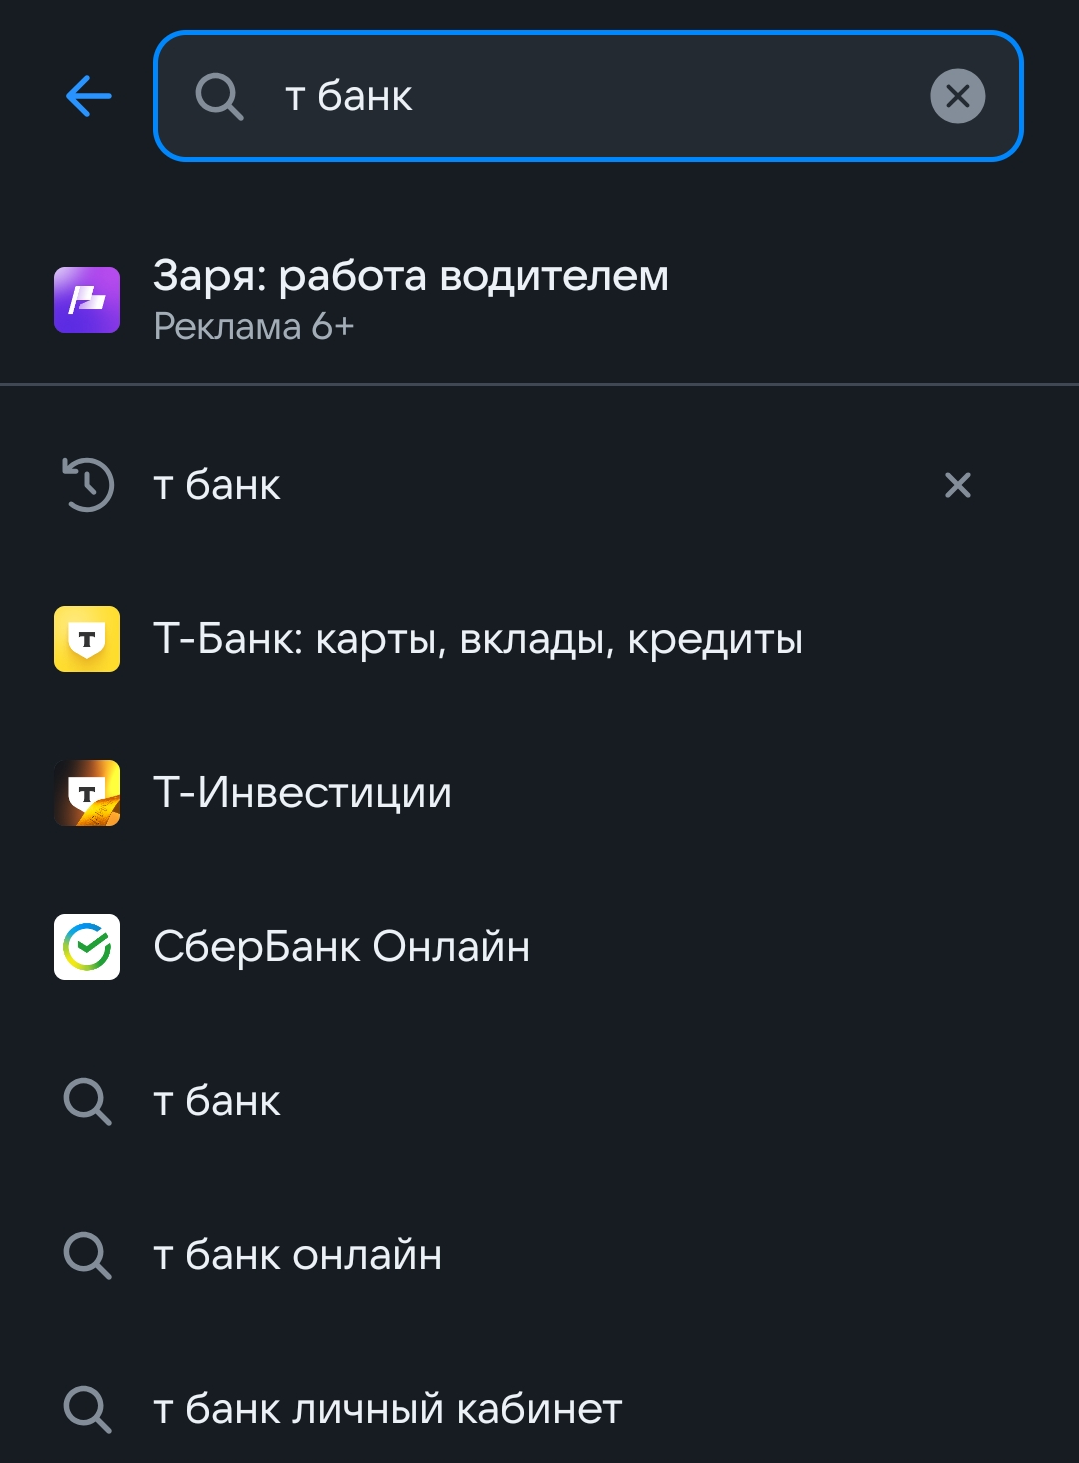 т банк
Заря: работа водителем
Реклама 6+
т банк
Т-Банк: карты, вклады, кредиты
Т-Инвестиции
СберБанк Онлайн
т банк
т банк онлайн
т банк личный кабинет